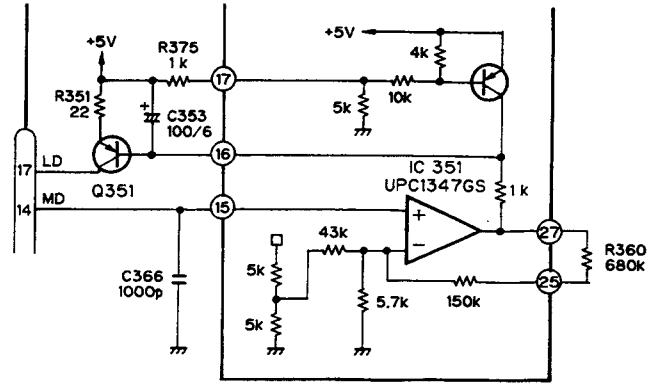 +5V
R375
1k
+5V
4k
17
R351
22
+
C353
100/6
5k
10k
16
17
LD
Q351
IC 351
UPC1347GS
1k
14
MD
15
+
−
27
43k
R360
680k
C366
1000p
5k
25
5.7k
150k
5k